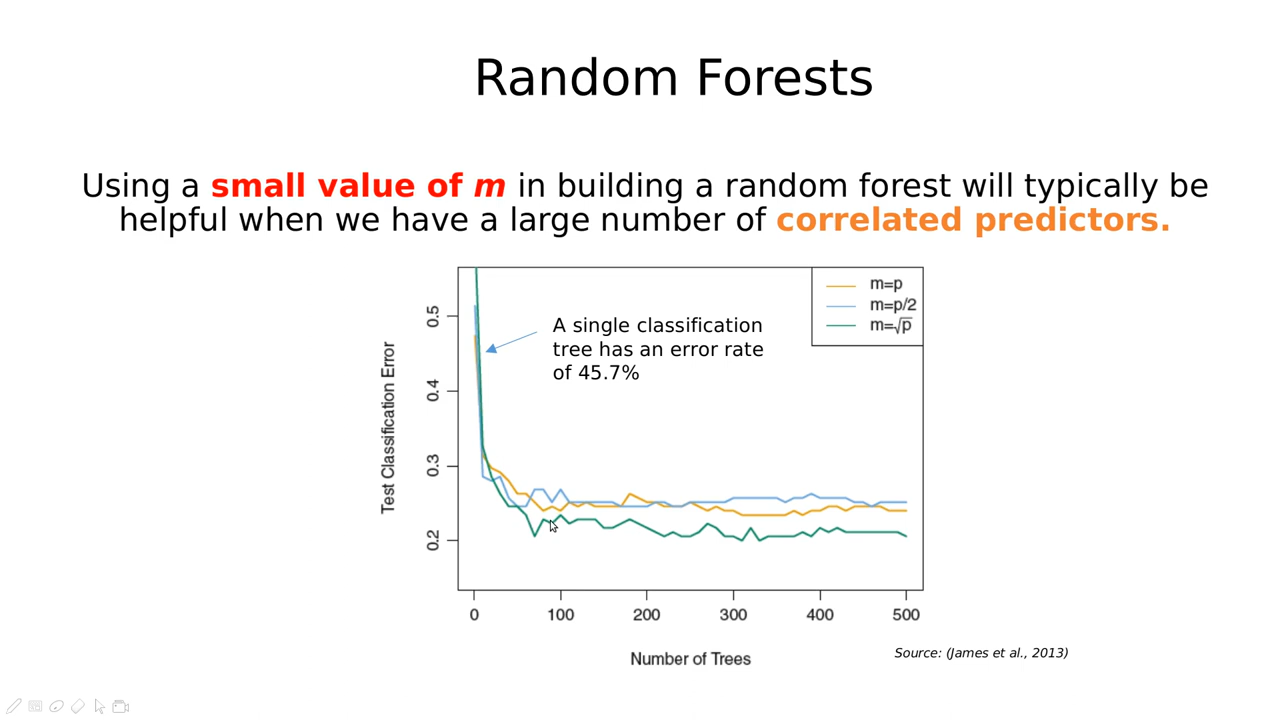 Random Forests
Using a small value of m in building a random forest will typically be
helpful when we have a large number of correlated predictors.
m=p
m=p/2
m=√p
A single classification
tree has an error rate
of 45.7%
Test Classification Error
0.5
0.4
0.3
0.2
0 100 200 300 400 500
Number of Trees
Source: (James et al., 2013)